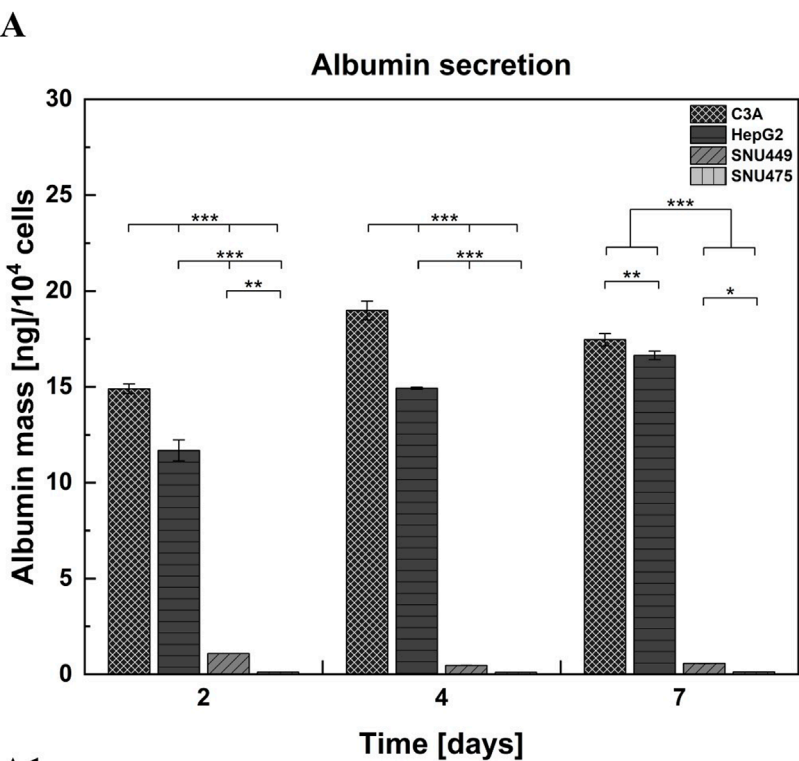 A
Albumin secretion
30
25
20
15
10
5
0
Albumin mass [ng]/10⁴ cells
C3A
HepG2
SNU449
SNU475
***
***
**
***
***
***
**
*
2
4
7
Time [days]